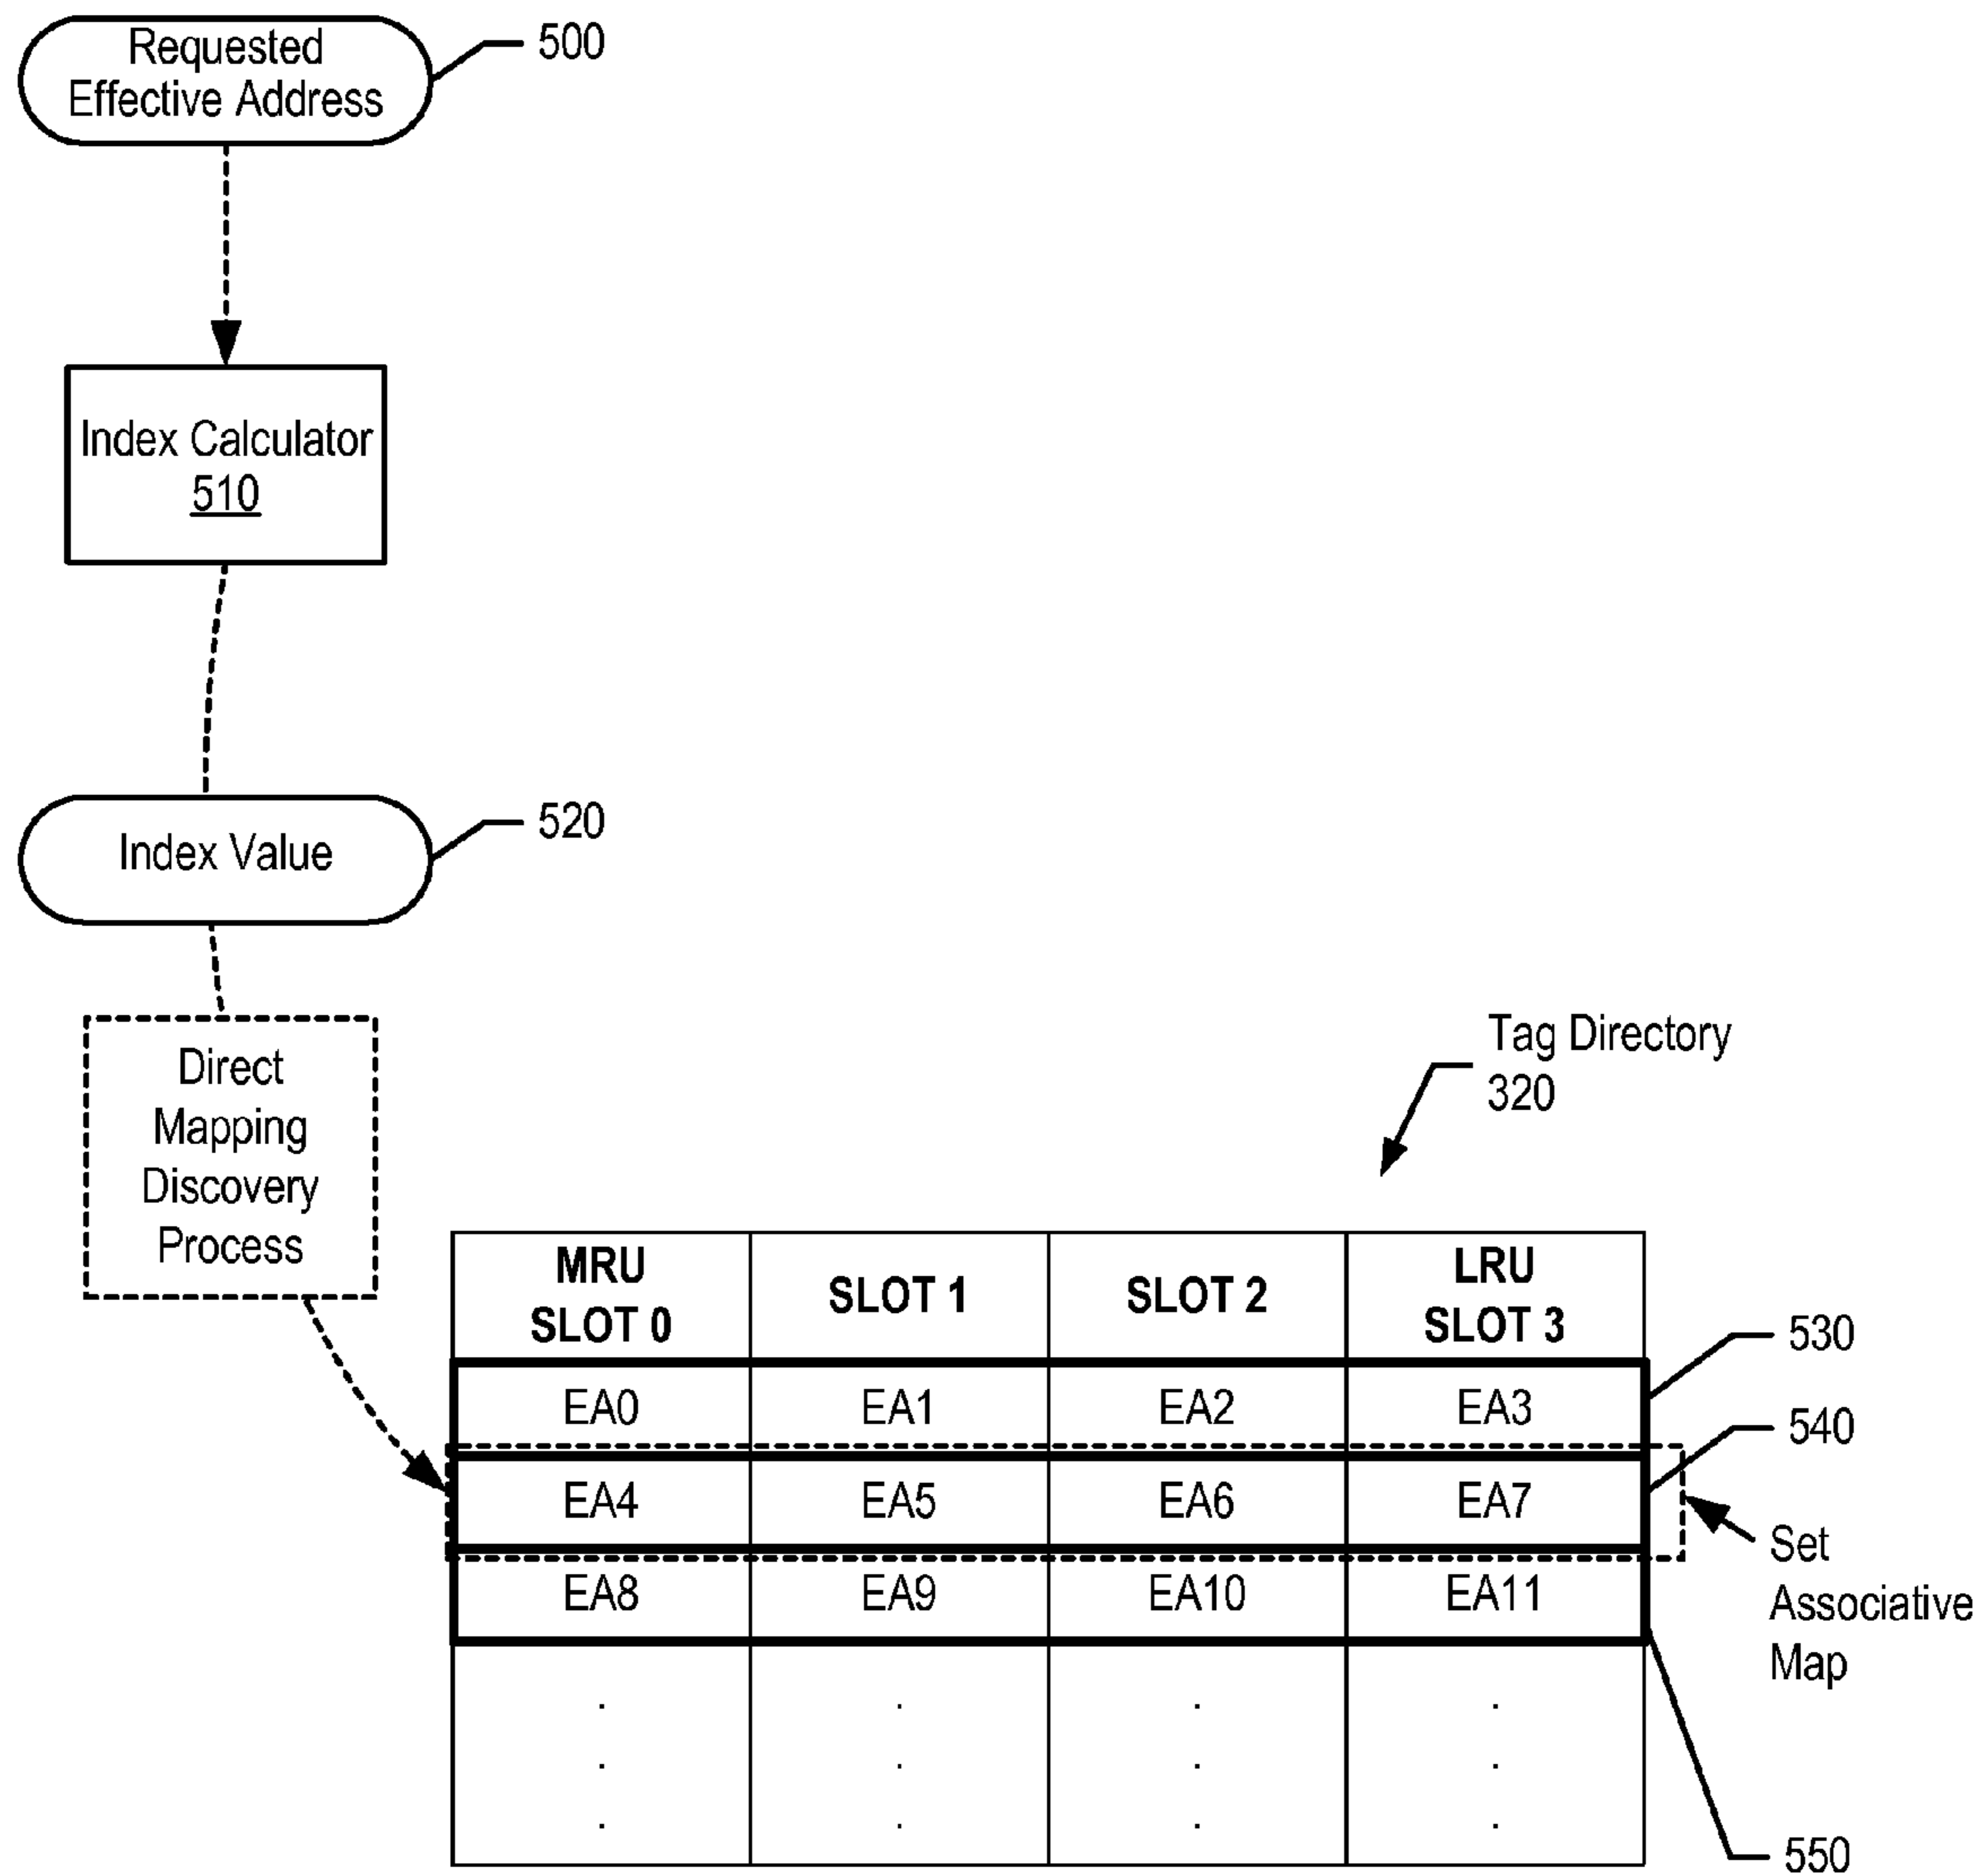 Requested
Effective Address
500
Index Calculator
510
Index Value
520
Direct
Mapping
Discovery
Process
Tag Directory
320
MRU
SLOT 0
SLOT 1
SLOT 2
LRU
SLOT 3
530
EA0 EA1 EA2 EA3
540
EA4 EA5 EA6 EA7
Set
Associative
Map
EA8 EA9 EA10 EA11
. . . .
. . . .
. . . .
550